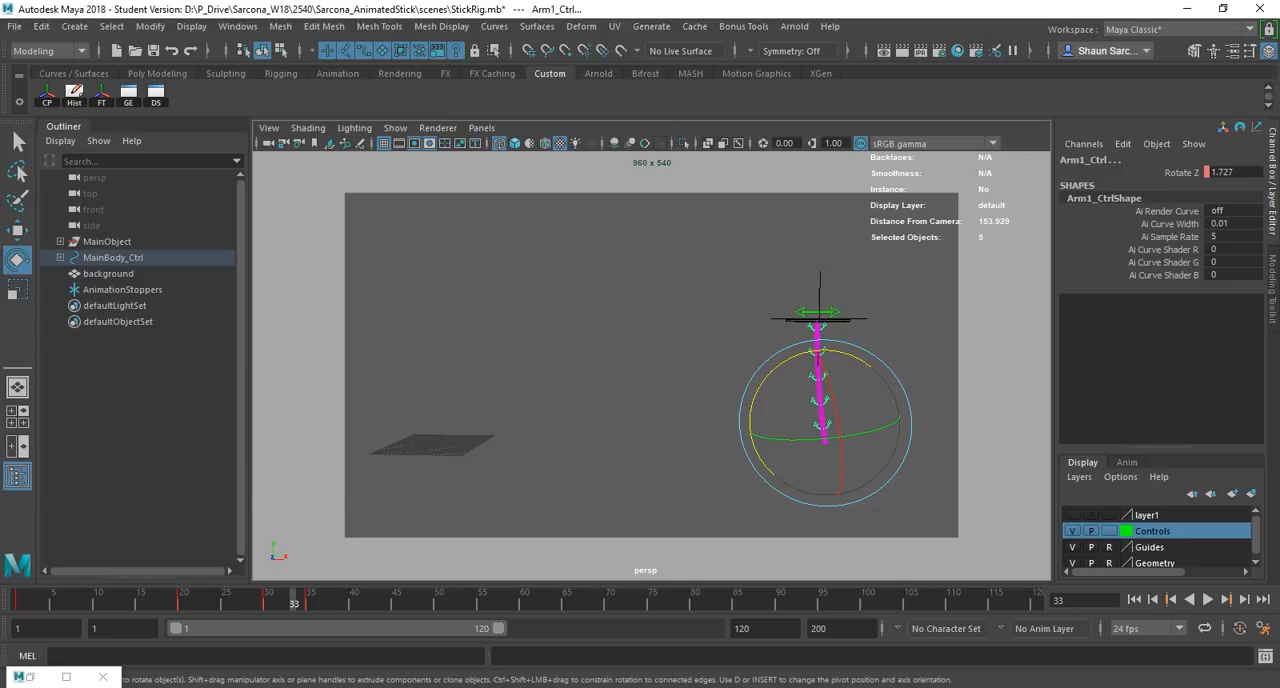 Autodesk Maya 2018 - Student Version: D:\P_Drive\Sarcona_W18\2540\Sarcona_AnimatedStick\scenes\StickRig.mb* --- Arm1_Ctrl...
File Edit Create Select Modify Display Windows Mesh Edit Mesh Mesh Tools Mesh Display Curves Surfaces Deform UV Generate Cache Bonus Tools Arnold Help
Workspace : Maya Classic*
Modeling No Live Surface Symmetry: Off Shaun Sarc...
Curves / Surfaces Poly Modeling Sculpting Rigging Animation Rendering FX FX Caching Custom Arnold Bifrost MASH Motion Graphics XGen
CP Hist FT GE DS
Outliner
Display Show Help
Search...
persp
top
front
side
MainObject
MainBody_Ctrl
background
AnimationStoppers
defaultLightSet
defaultObjectSet
View Shading Lighting Show Renderer Panels
0.00 1.00 sRGB gamma
960 x 540
Backfaces: N/A
Smoothness: N/A
Instance: No
Display Layer: default
Distance From Camera: 153.929
Selected Objects: 5
persp
Channels Edit Object Show
Arm1_Ctrl...
Rotate Z 1.727
SHAPES
Arm1_CtrlShape
Ai Render Curve off
Ai Curve Width 0.01
Ai Sample Rate 5
Ai Curve Shader R 0
Ai Curve Shader G 0
Ai Curve Shader B 0
Channel Box / Layer Editor
Modeling Toolkit
Display Anim
Layers Options Help
layer1
V P Controls
V P R Guides
V P R Geometry
5 10 15 20 25 30 33 35 40 45 50 55 60 65 70 75 80 85 90 95 100 105 110 115 120 33
1 1 1 120 120 200 No Character Set No Anim Layer 24 fps
MEL
to rotate object(s). Shift+drag manipulator axis or plane handles to extrude components or clone objects. Ctrl+Shift+LMB+drag to constrain rotation to connected edges. Use D or INSERT to change the pivot position and axis orientation.